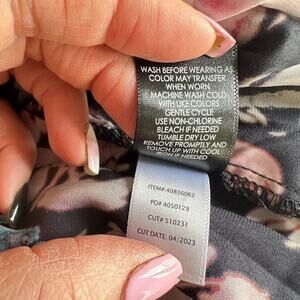 WASH BEFORE WEARING AS
COLOR MAY TRANSFER
WHEN WORN
MACHINE WASH COLD
WITH LIKE COLORS
GENTLE CYCLE
USE NON-CHLORINE
BLEACH IF NEEDED
TUMBLE DRY LOW
REMOVE PROMPTLY AND
TOUCH UP WITH COOL
IRON IF NEEDED
ITEM#: 40836062
PO# 4050129
CUT# 510231
CUT DATE: 04/2023